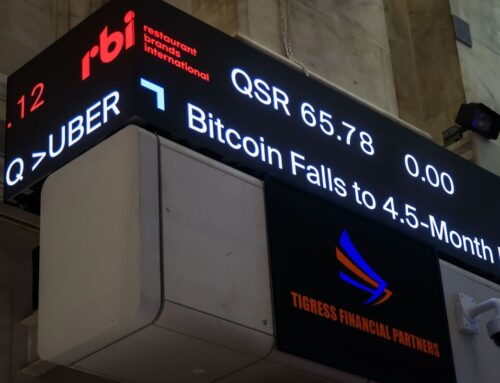 .12
rbi
restaurant
brands
international
QSR 65.78 0.00
Q >UBER
Bitcoin Falls to 4.5-Month
TIGRESS FINANCIAL PARTNERS